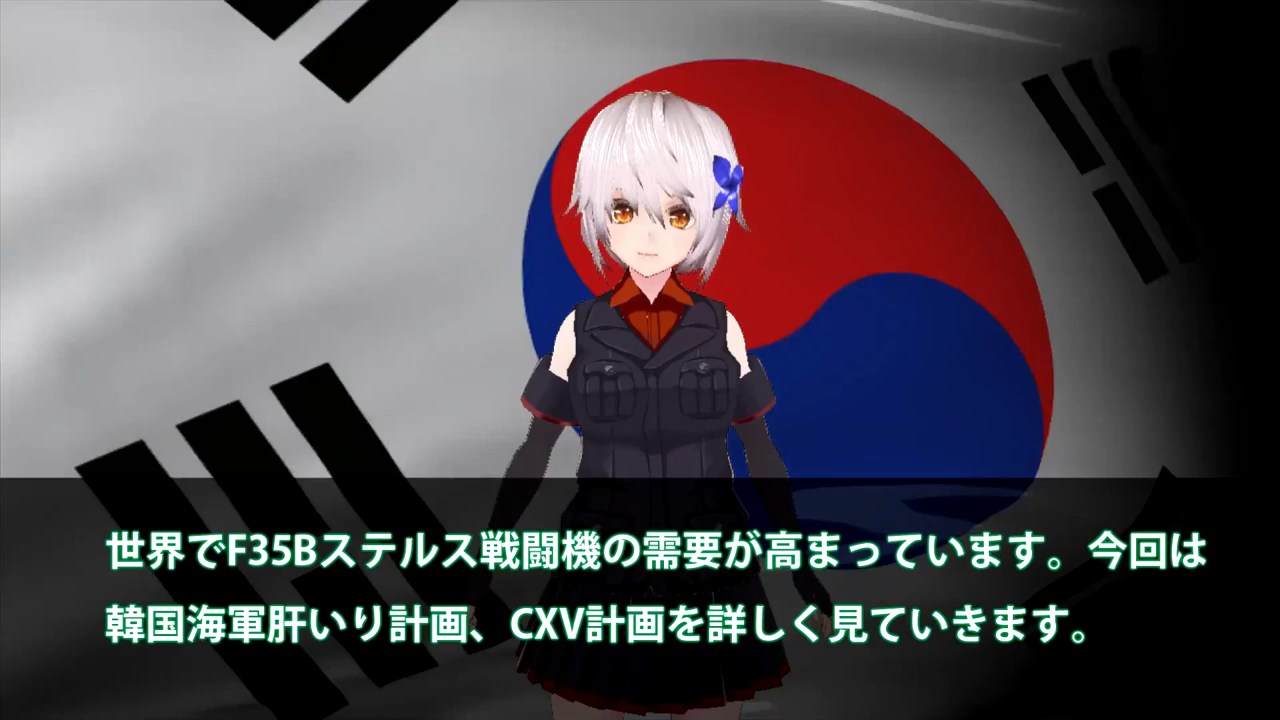 世界でF35Bステルス戦闘機の需要が高まっています。今回は
韓国海軍肝いり計画、CXV計画を詳しく見ていきます。